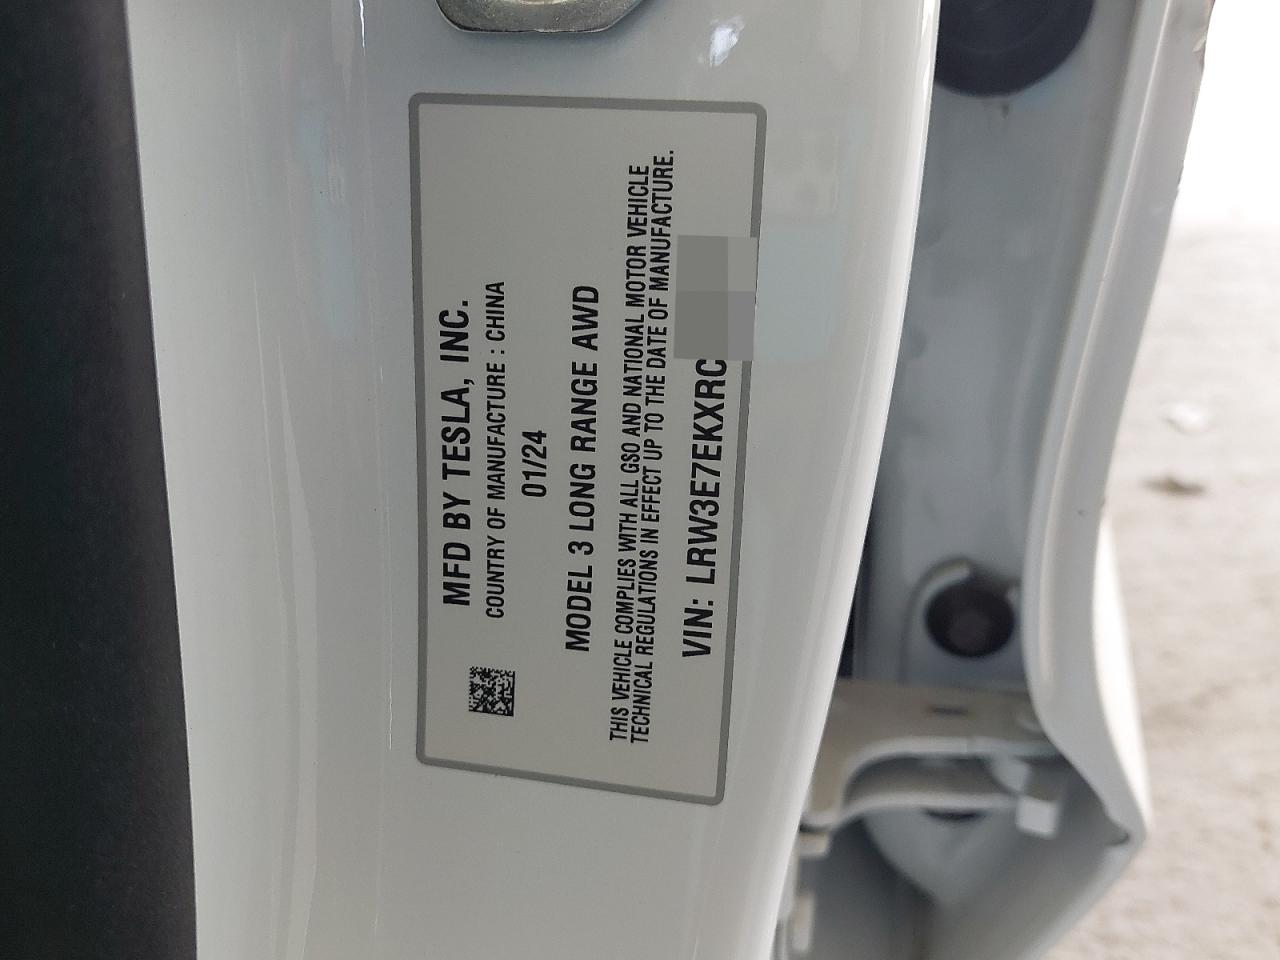 MFD BY TESLA, INC.
COUNTRY OF MANUFACTURE : CHINA
01/24
MODEL 3 LONG RANGE AWD
THIS VEHICLE COMPLIES WITH ALL GSO AND NATIONAL MOTOR VEHICLE
TECHNICAL REGULATIONS IN EFFECT UP TO THE DATE OF MANUFACTURE.
VIN: LRW3E7EKXRC